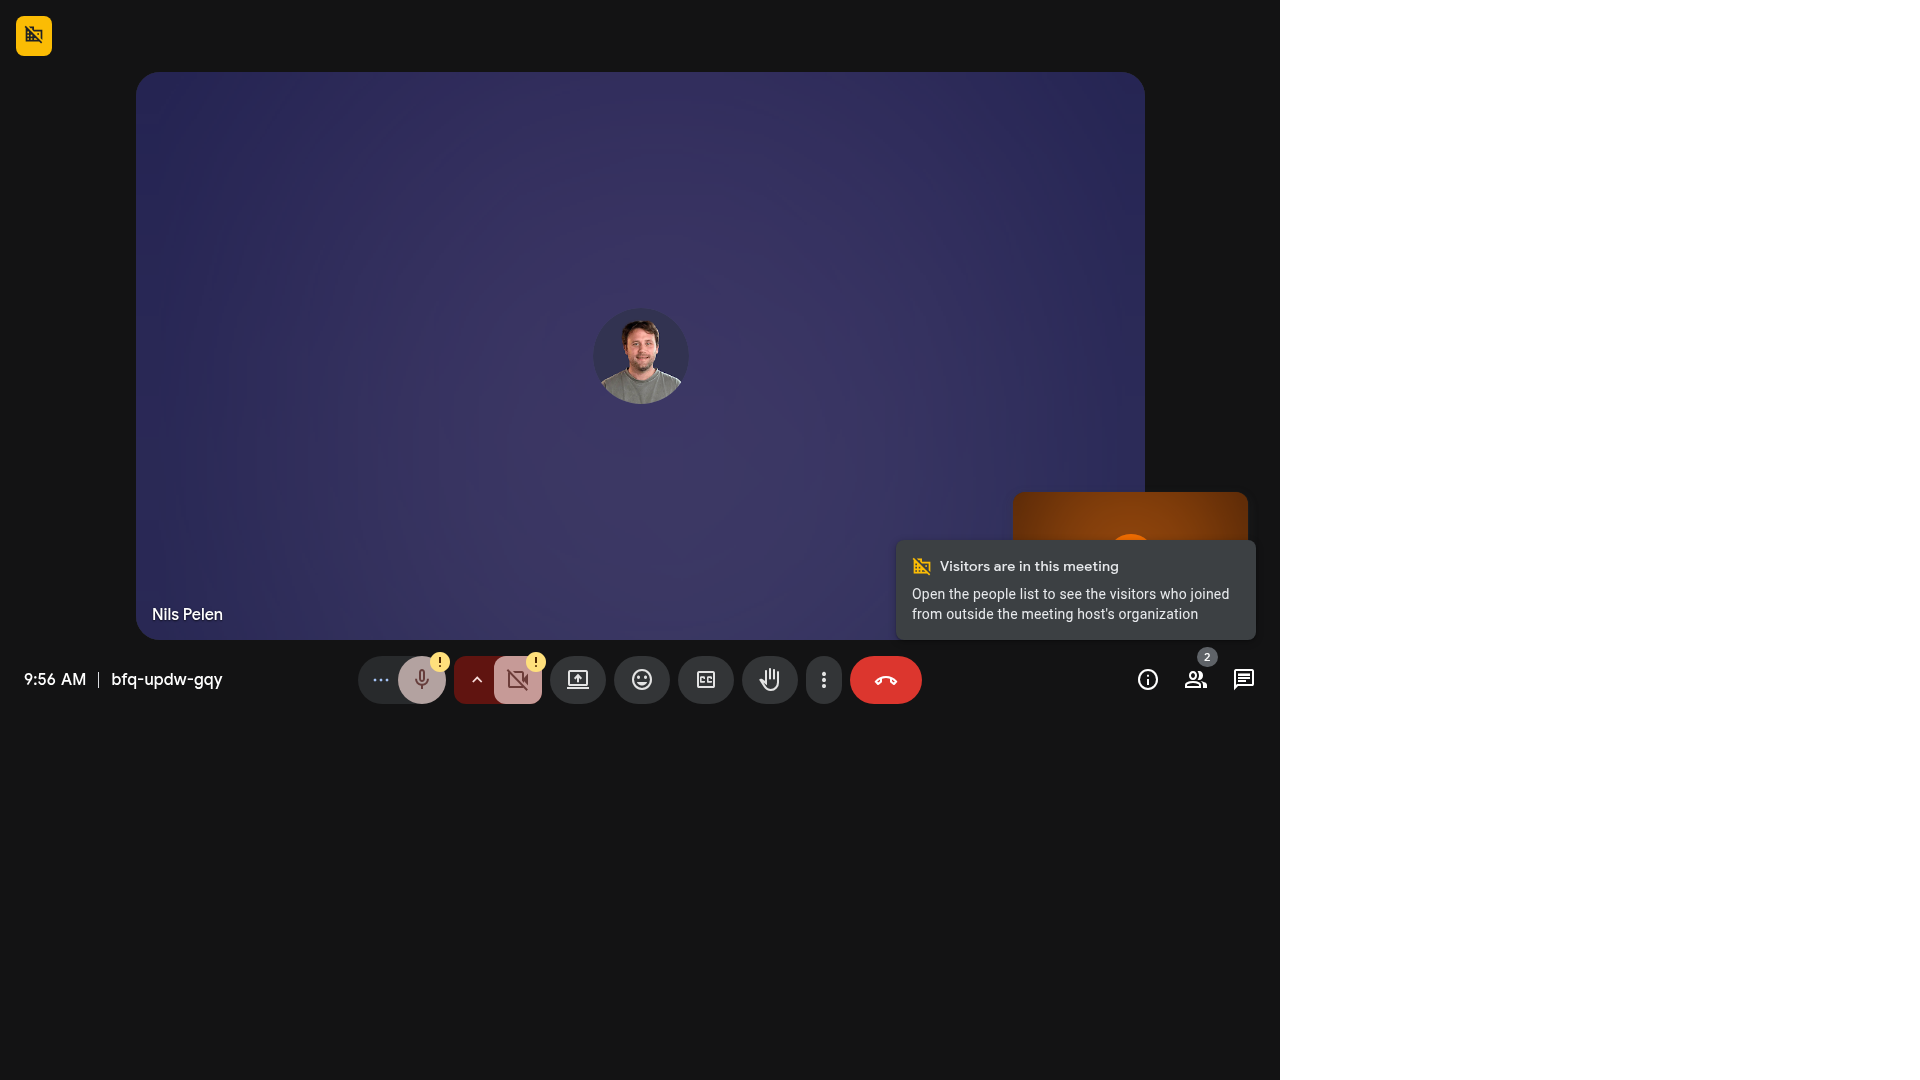 Nils Pelen
Visitors are in this meeting
Open the people list to see the visitors who joined
from outside the meeting host's organization
2
9:56 AM | bfq-updw-gqy
! !
CC